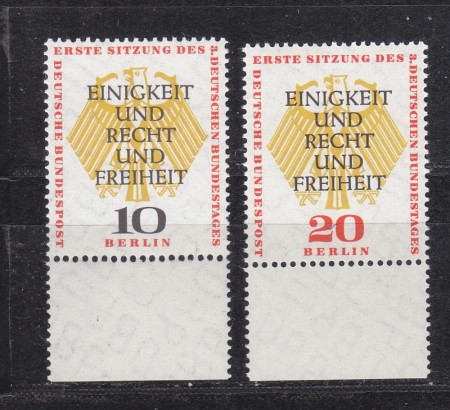 ERSTE SITZUNG DES
3. DEUTSCHEN BUNDESTAGES
DEUTSCHE BUNDESPOST
EINIGKEIT
UND
RECHT
UND
FREIHEIT
10
BERLIN
ERSTE SITZUNG DES
3. DEUTSCHEN BUNDESTAGES
DEUTSCHE BUNDESPOST
EINIGKEIT
UND
RECHT
UND
FREIHEIT
20
BERLIN